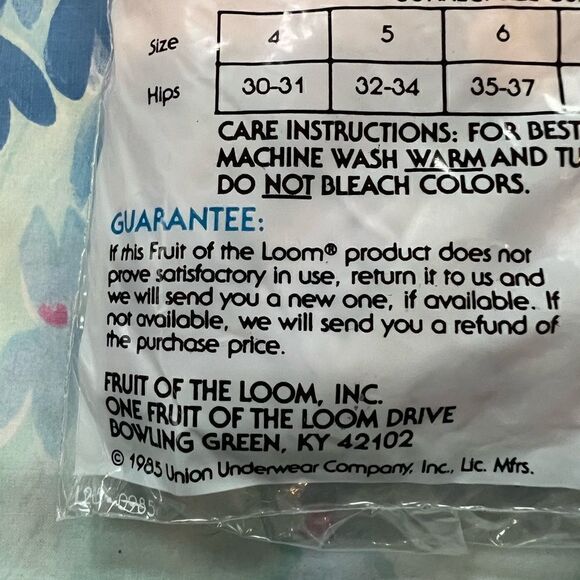 Size 4 5 6
Hips 30-31 32-34 35-37
CARE INSTRUCTIONS: FOR BEST
MACHINE WASH WARM AND TU
DO NOT BLEACH COLORS.
GUARANTEE:
If this Fruit of the Loom® product does not
prove satisfactory in use, return it to us and
we will send you a new one, if available. If
not available, we will send you a refund of
the purchase price.
FRUIT OF THE LOOM, INC.
ONE FRUIT OF THE LOOM DRIVE
BOWLING GREEN, KY 42102
© 1985 Union Underwear Company, Inc., Lic. Mfrs.